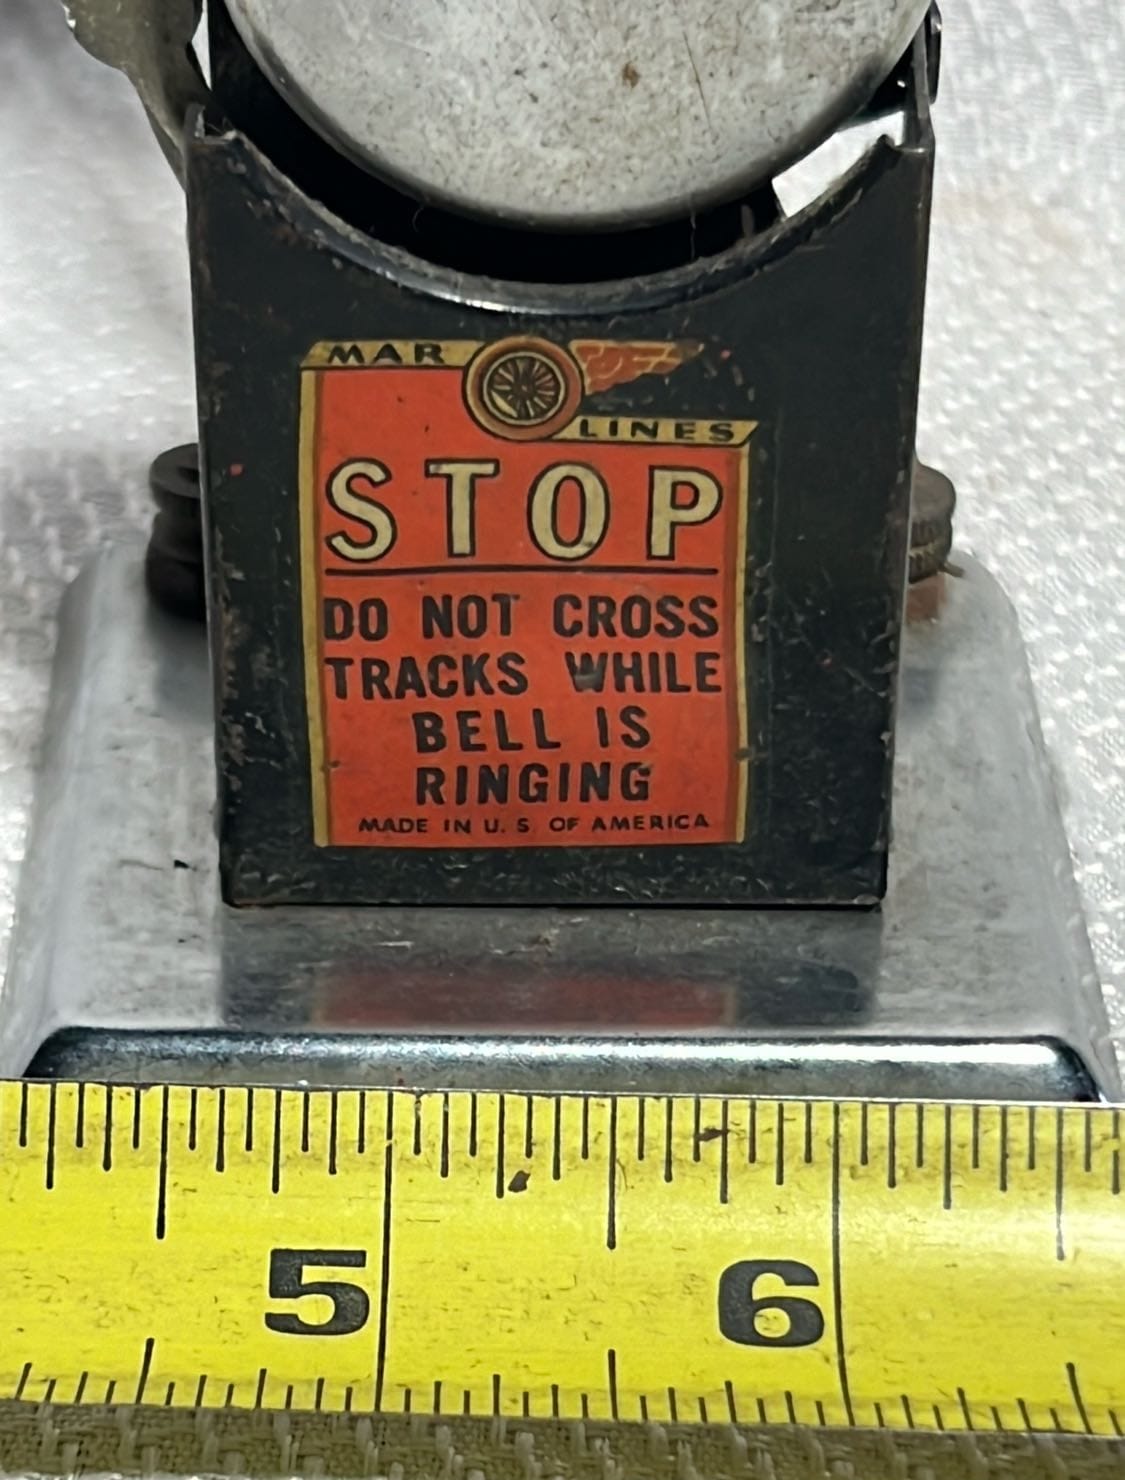 MAR
LINES
STOP
DO NOT CROSS
TRACKS WHILE
BELL IS
RINGING
MADE IN U. S. OF AMERICA
5 6